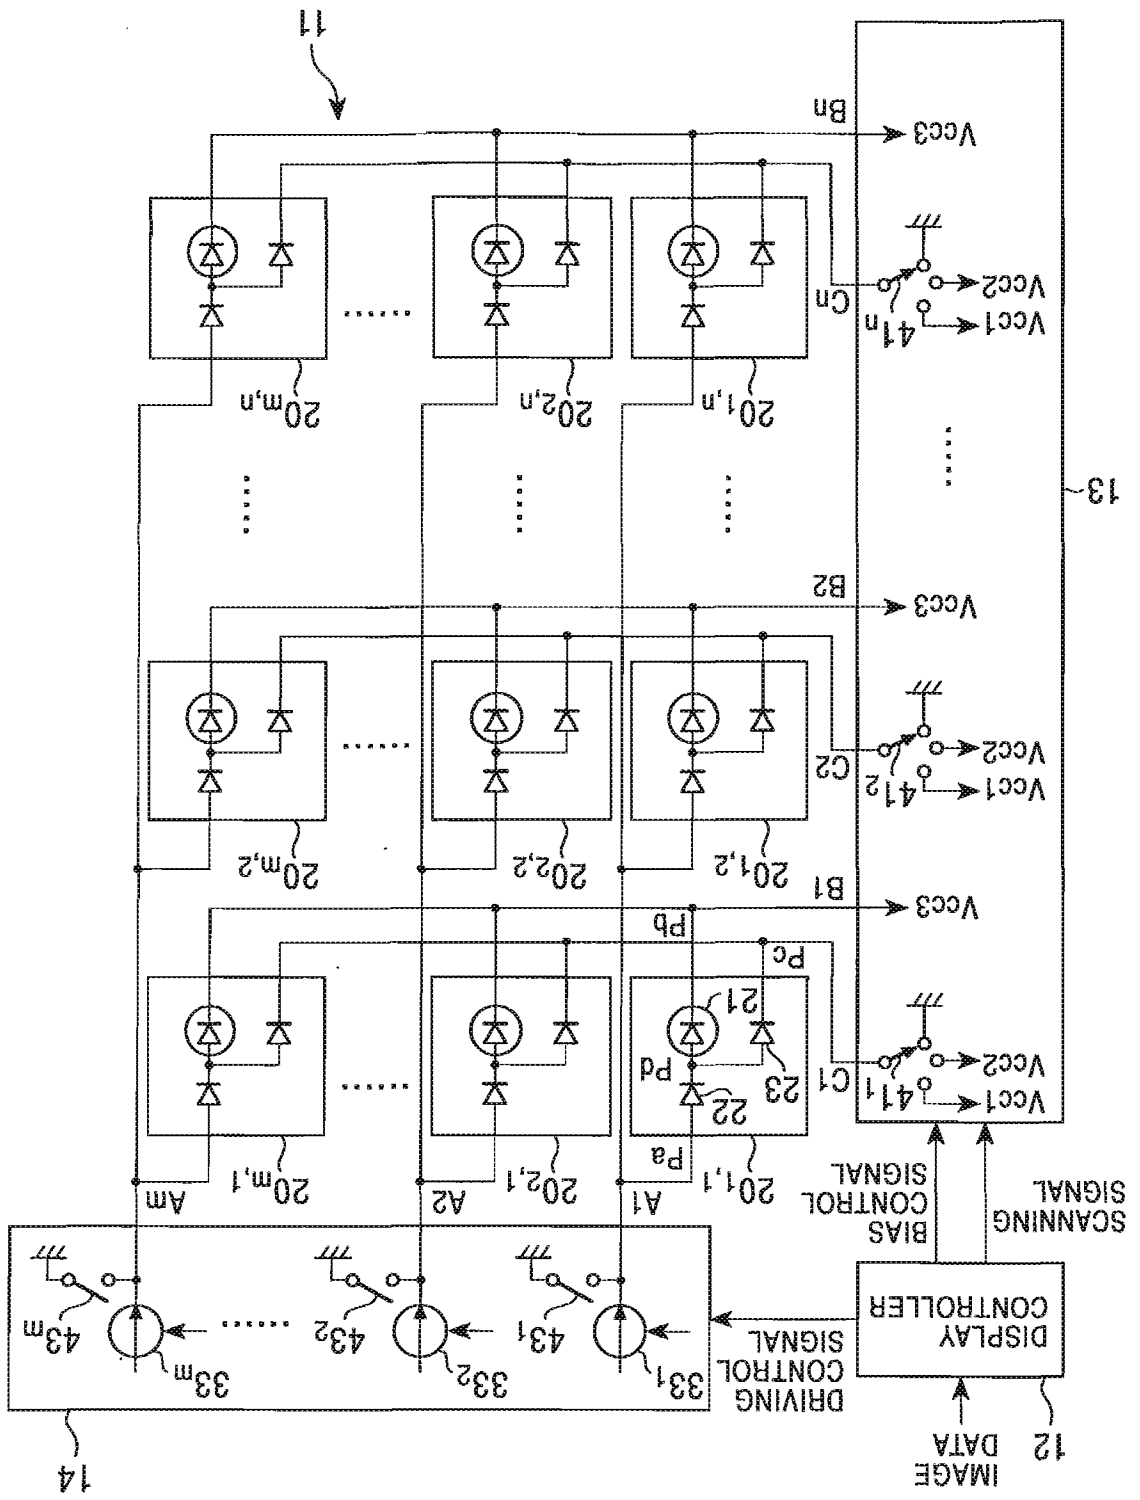 14
IMAGE
DATA
12
DISPLAY
CONTROLLER
DRIVING
CONTROL
SIGNAL
33₁
33₂
33m
43₁
43₂
43m
SCANNING
SIGNAL
BIAS
CONTROL
SIGNAL
A1
A2
Am
20₁,₁
20₂,₁
20m,1
Pa
Vcc1
Vcc2
41₁
C1
22
23
Pd
21
Pc
Pb
Vcc3
B1
20₁,₂
20₂,₂
20m,2
Vcc1
Vcc2
41₂
C2
Vcc3
B2
13
......
......
......
......
......
......
......
......
20₁,n
20₂,n
20m,n
Vcc1
Vcc2
41n
Cn
Vcc3
Bn
11